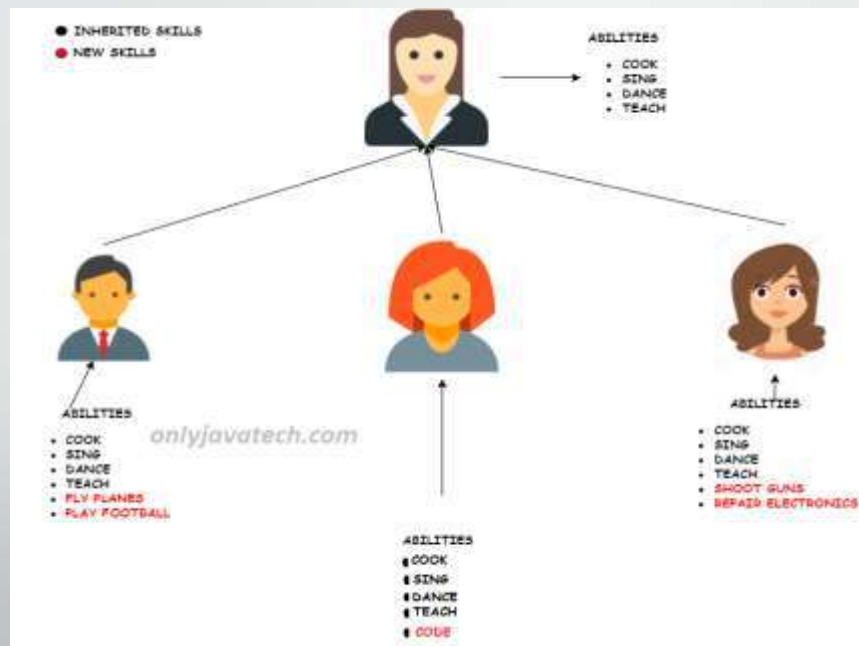 INHERITED SKILLS
NEW SKILLS
ABILITIES
COOK
SING
DANCE
TEACH
ABILITIES
COOK
SING
DANCE
TEACH
FLY PLANES
PLAY FOOTBALL
onlyjavatech.com
ABILITIES
COOK
SING
DANCE
TEACH
CODE
ABILITIES
COOK
SING
DANCE
TEACH
SHOOT GUNS
REPAIR ELECTRONICS